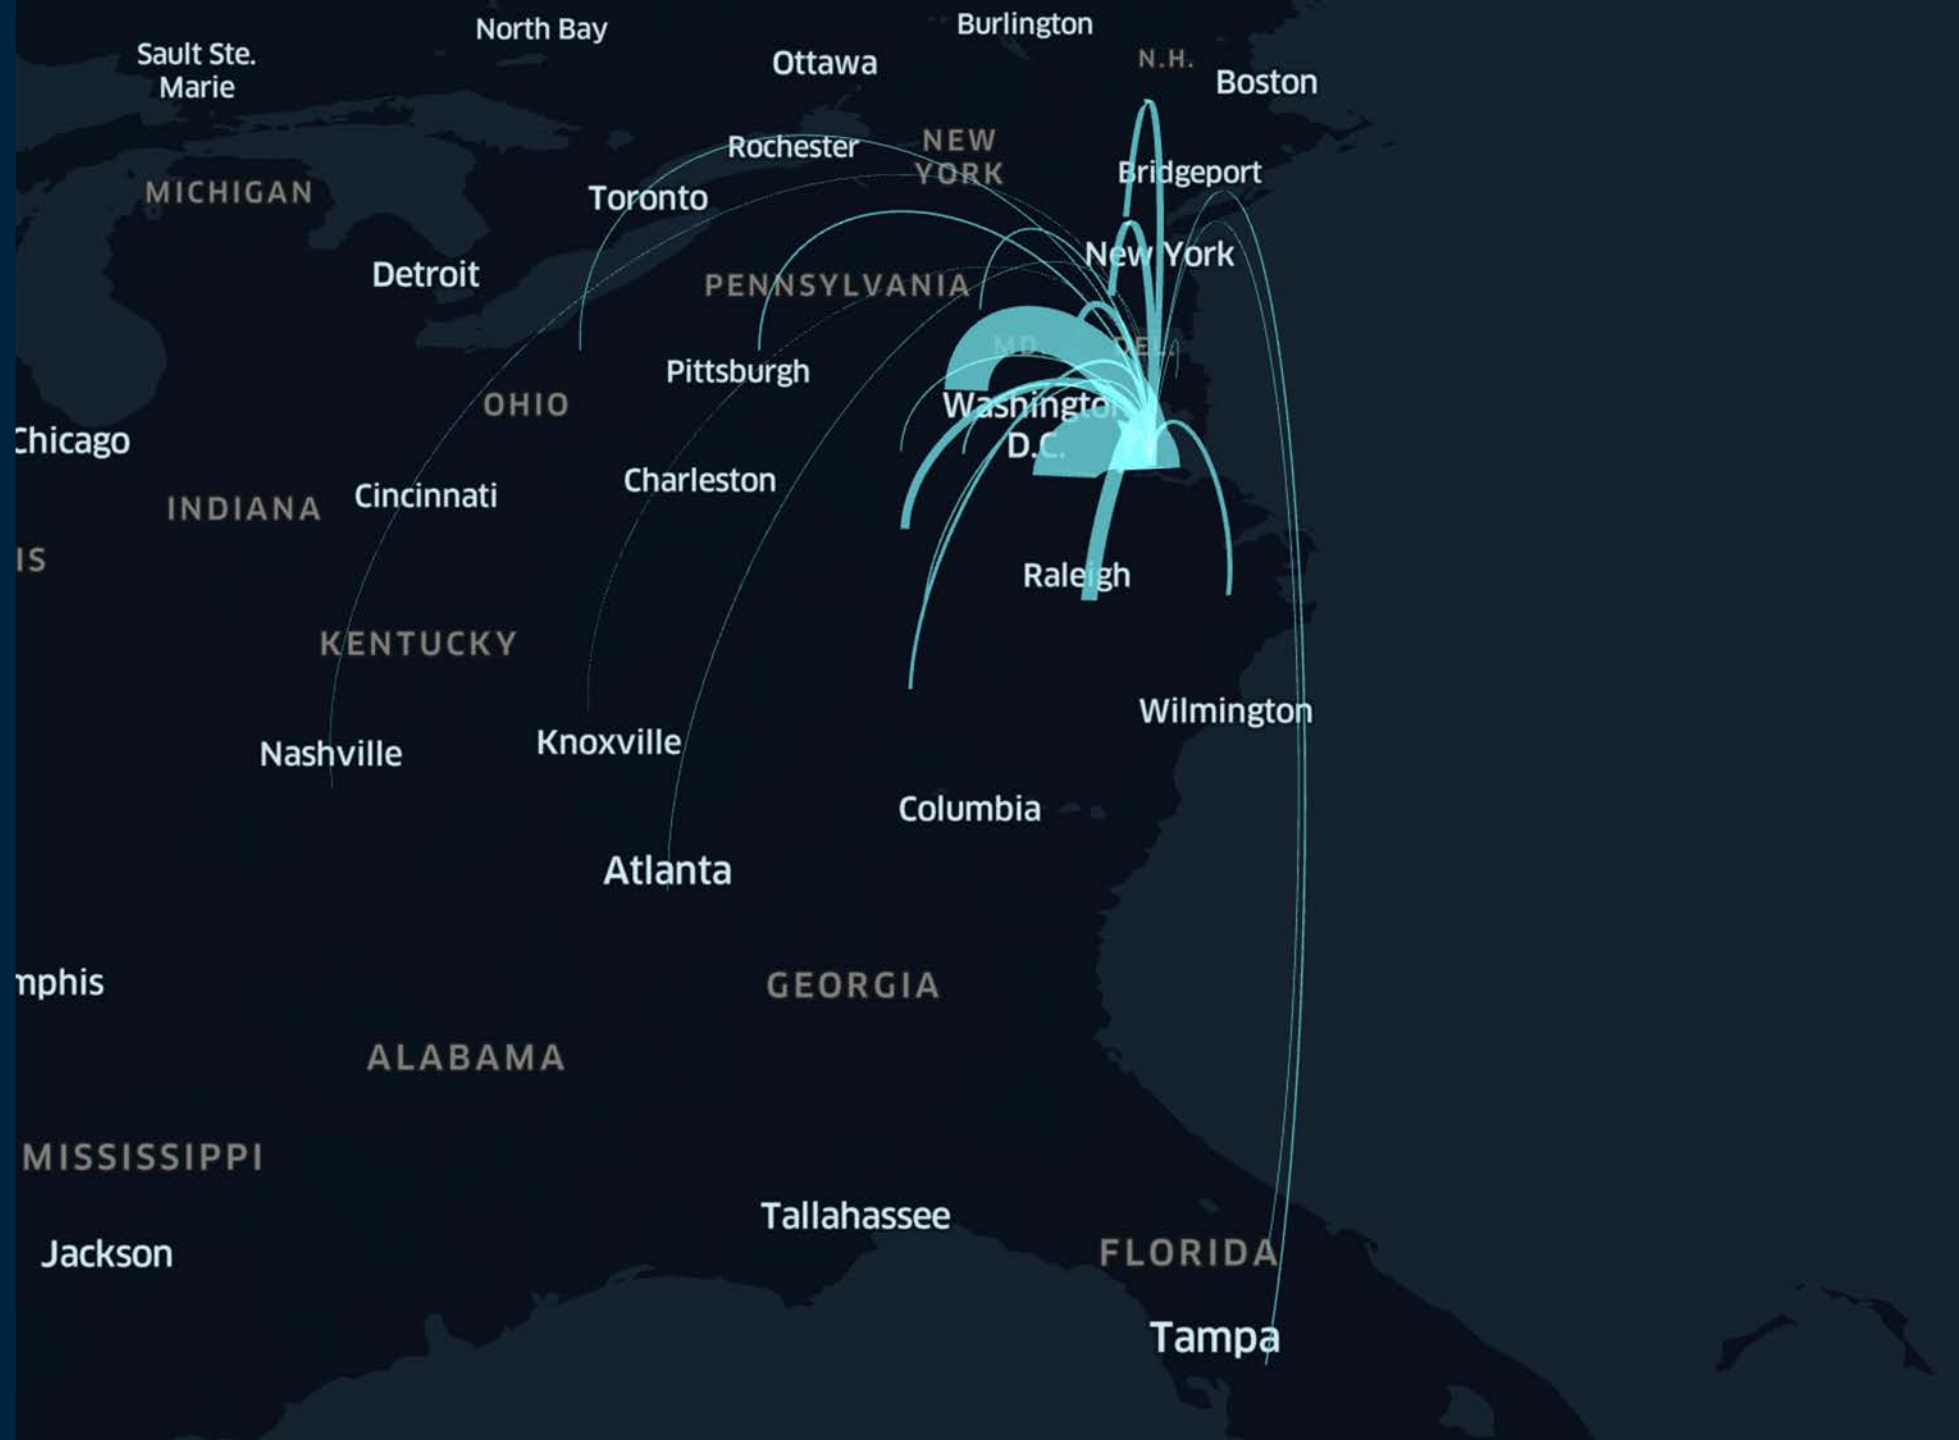 North Bay
Burlington
Sault Ste.
Marie
Ottawa
N.H.
Boston
Rochester
NEW
YORK
Bridgeport
MICHIGAN
Toronto
New York
Detroit
PENNSYLVANIA
MD.
DEL.
Pittsburgh
OHIO
Washington
D.C.
Chicago
Charleston
Cincinnati
INDIANA
IS
Raleigh
KENTUCKY
Wilmington
Nashville
Knoxville
Columbia
Atlanta
mphis
GEORGIA
ALABAMA
MISSISSIPPI
Tallahassee
Jackson
FLORIDA
Tampa